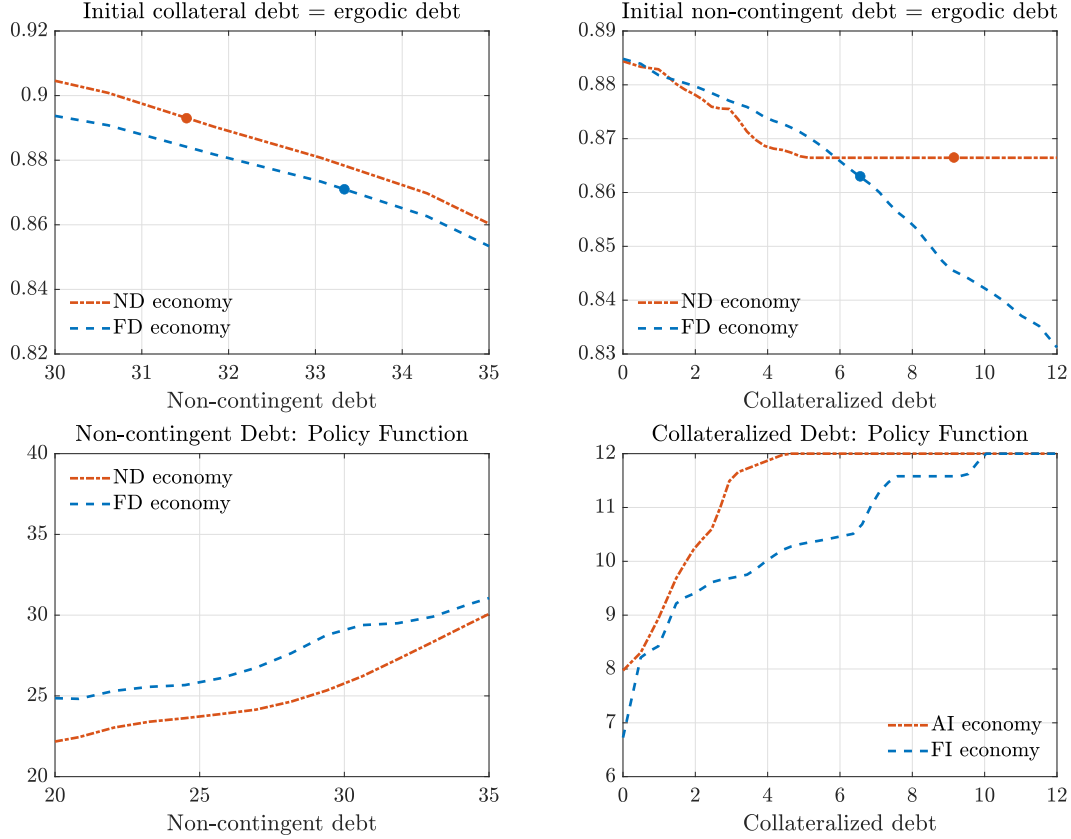 Initial collateral debt = ergodic debt
0.92
0.9
0.88
0.86
0.84
0.82
ND economy
FD economy
30 31 32 33 34 35
Non-contingent debt
Initial non-contingent debt = ergodic debt
0.89
0.88
0.87
0.86
0.85
0.84
0.83
ND economy
FD economy
0 2 4 6 8 10 12
Collateralized debt
Non-contingent Debt: Policy Function
40
35
30
25
20
ND economy
FD economy
20 25 30 35
Non-contingent debt
Collateralized Debt: Policy Function
12
11
10
9
8
7
6
AI economy
FI economy
0 2 4 6 8 10 12
Collateralized debt